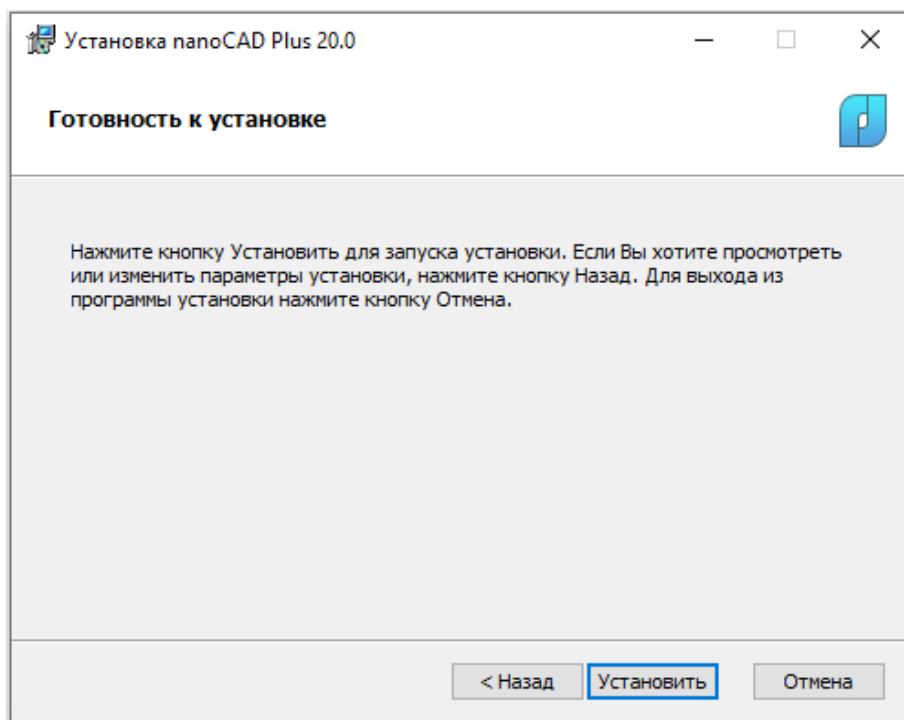 Установка nanoCAD Plus 20.0
Готовность к установке
Нажмите кнопку Установить для запуска установки. Если Вы хотите просмотреть
или изменить параметры установки, нажмите кнопку Назад. Для выхода из
программы установки нажмите кнопку Отмена.
< Назад Установить Отмена